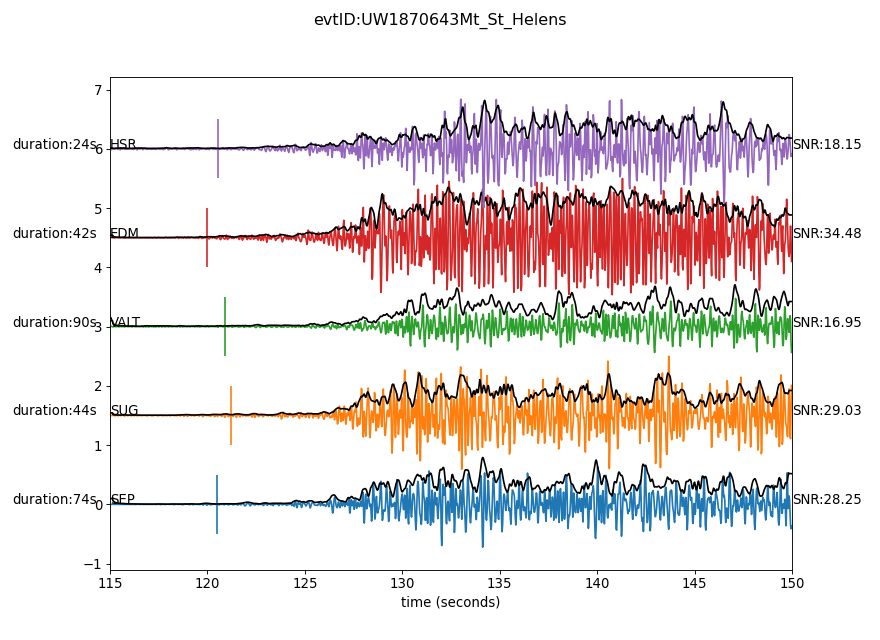 evtID:UW1870643Mt_St_Helens
7
duration:24s 6 HSR SNR:18.15
5
duration:42s EDM SNR:34.48
4
duration:90s 3 VALT SNR:16.95
2
duration:44s SUG SNR:29.03
1
duration:74s 0 SEP SNR:28.25
−1
115 120 125 130 135 140 145 150
time (seconds)